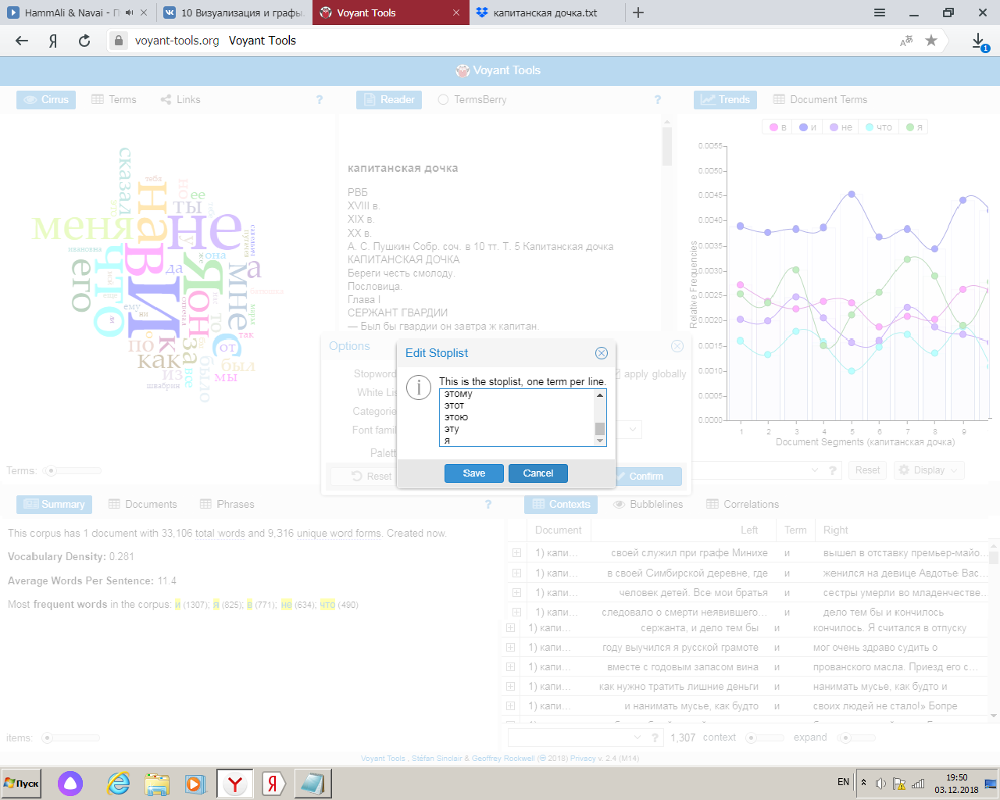 HammAli & Navai - П
10 Визуализация и графы.
Voyant Tools
капитанская дочка.txt
voyant-tools.org Voyant Tools
1
Voyant Tools
Cirrus Terms Links ?
Reader TermsBerry ?
Trends Document Terms
в и не что я
сказал
тебя
но
ее
ты
на
не
меня
что
в
и
я
он
мне
а
его
да
она
у
же
ивановна
еще
ему
ни
ли
по
к
о
как
за
из
швабрин
все
было
то
от
был
мы
так
марья
батюшка
савельич
пугачев
капитанская дочка
РВБ
XVIII в.
XIX в.
XX в.
А. С. Пушкин Собр. соч. в 10 тт. Т. 5 Капитанская дочка
КАПИТАНСКАЯ ДОЧКА
Береги честь смолоду.
Пословица.
Глава I
СЕРЖАНТ ГВАРДИИ
— Был бы гвардии он завтра ж капитан.
Relative Frequencies
0.0055
0.0050
0.0045
0.0040
0.0035
0.0030
0.0025
0.0020
0.0015
0.0010
0.0005
0.0000
1 2 3 4 5 6 7 8 9
Document Segments (капитанская дочка)
Options
Stopword
White Lis
Categorie
Font famil
Palett
apply globally
Reset
Confirm
Edit Stoplist
This is the stoplist, one term per line.
этому
этот
этою
эту
я
Save Cancel
Terms:
? Reset Display
Summary Documents Phrases ?
This corpus has 1 document with 33,106 total words and 9,316 unique word forms. Created now.
Vocabulary Density: 0.281
Average Words Per Sentence: 11.4
Most frequent words in the corpus: и (1307); я (825); в (771); не (634); что (490)
items:
Contexts Bubblelines Correlations
Document Left Term Right
1) капи... своей служил при графе Минихе и вышел в отставку премьер-майо...
1) капи... в своей Симбирской деревне, где и женился на девице Авдотье Вас...
1) капи... человек детей. Все мои братья и сестры умерли во младенчестве...
1) капи... следовало о смерти неявившего... и дело тем бы и кончилось
1) капи... сержанта, и дело тем бы и кончилось. Я считался в отпуску
1) капи... году выучился я русской грамоте и мог очень здраво судить о
1) капи... вместе с годовым запасом вина и прованского масла. Приезд его с...
1) капи... как нужно тратить лишние деньги и нанимать мусье, как будто и
1) капи... и нанимать мусье, как будто и своих людей не стало!» Бопре
? 1,307 context expand
Voyant Tools , Stéfan Sinclair & Geoffrey Rockwell (@ 2018) Privacy v. 2.4 (M14)
Пуск
EN
19:50
03.12.2018